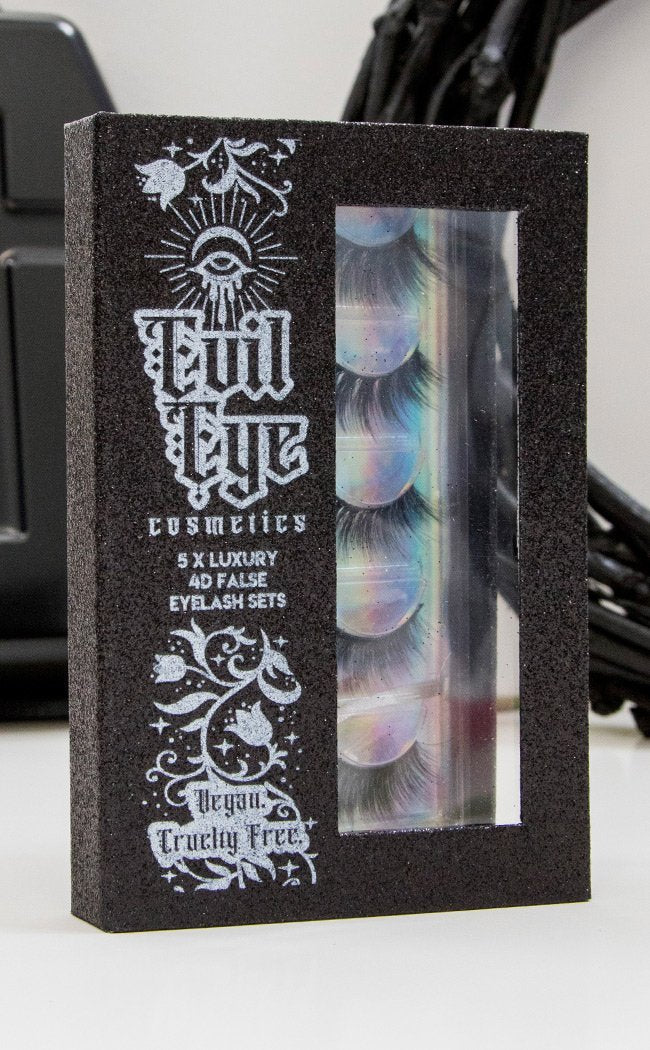 Evil
Eye
cosmetics
5 X LUXURY
4D FALSE
EYELASH SETS
Vegan.
Cruelty Free.